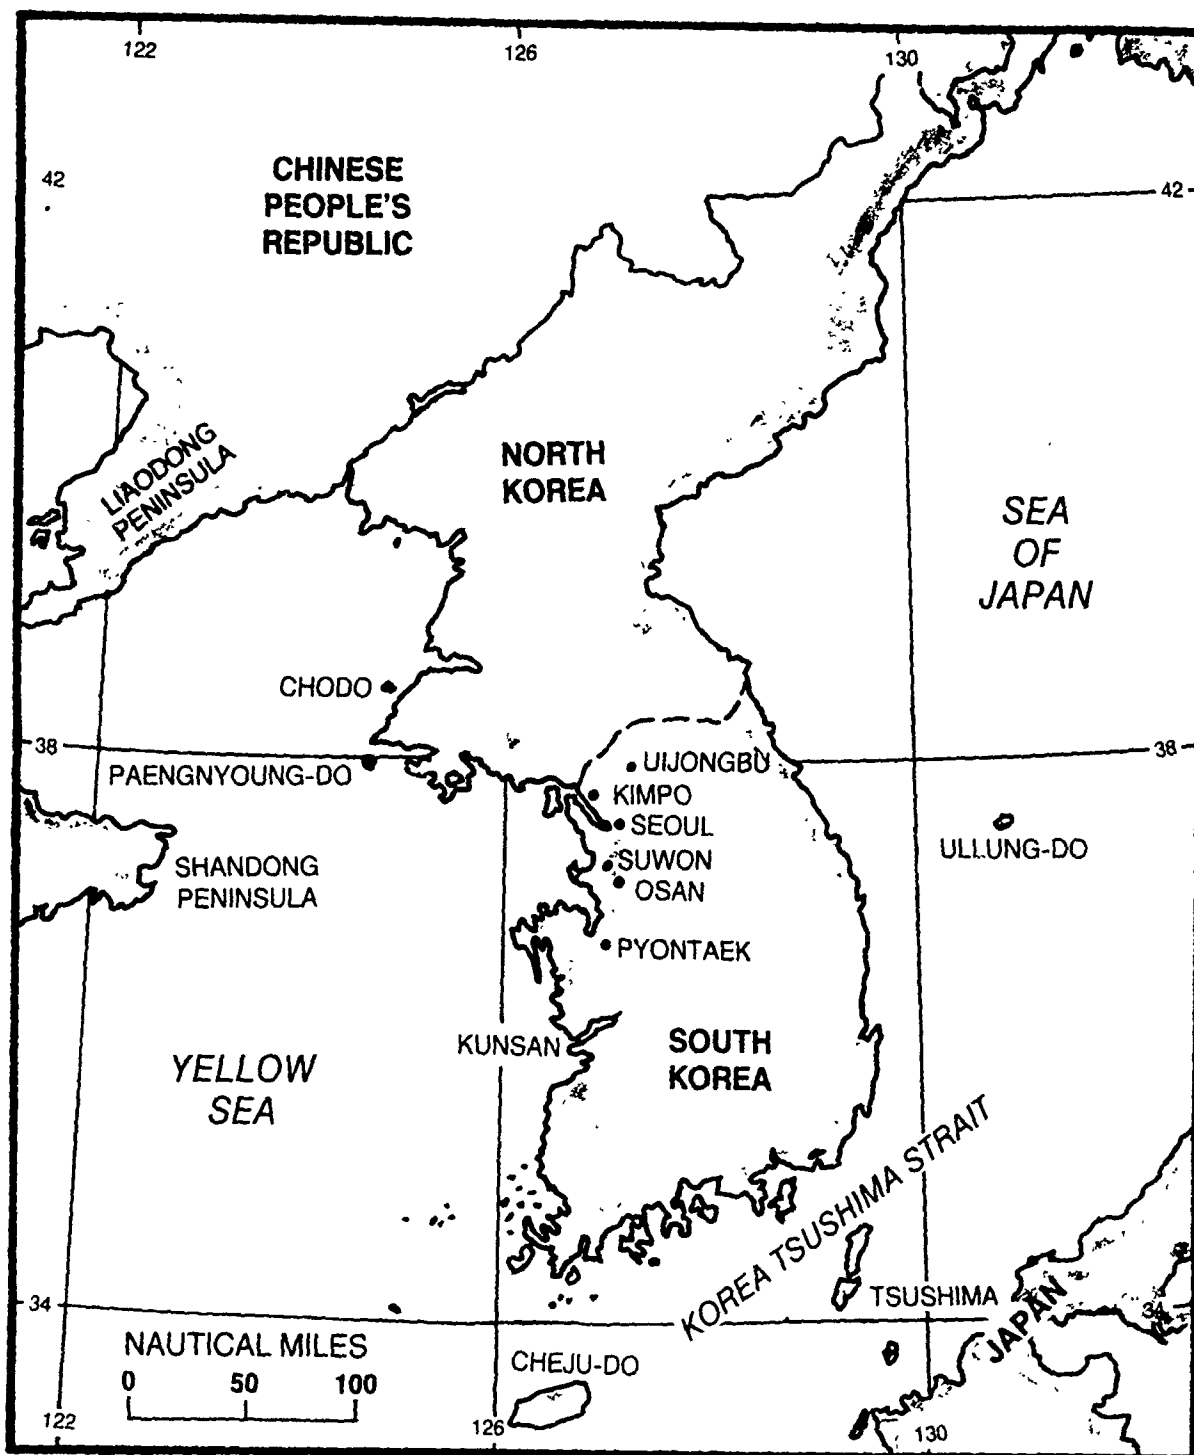 122
126
130
42
CHINESE
PEOPLE'S
REPUBLIC
42
LIAODONG
PENINSULA
NORTH
KOREA
SEA
OF
JAPAN
CHODO
38
38
PAENGNYOUNG-DO
UIJONGBU
KIMPO
SEOUL
ULLUNG-DO
SHANDONG
PENINSULA
SUWON
OSAN
PYONTAEK
KUNSAN
SOUTH
KOREA
YELLOW
SEA
KOREA TSUSHIMA STRAIT
TSUSHIMA
JAPAN
34
34
NAUTICAL MILES
0 50 100
CHEJU-DO
122
126
130